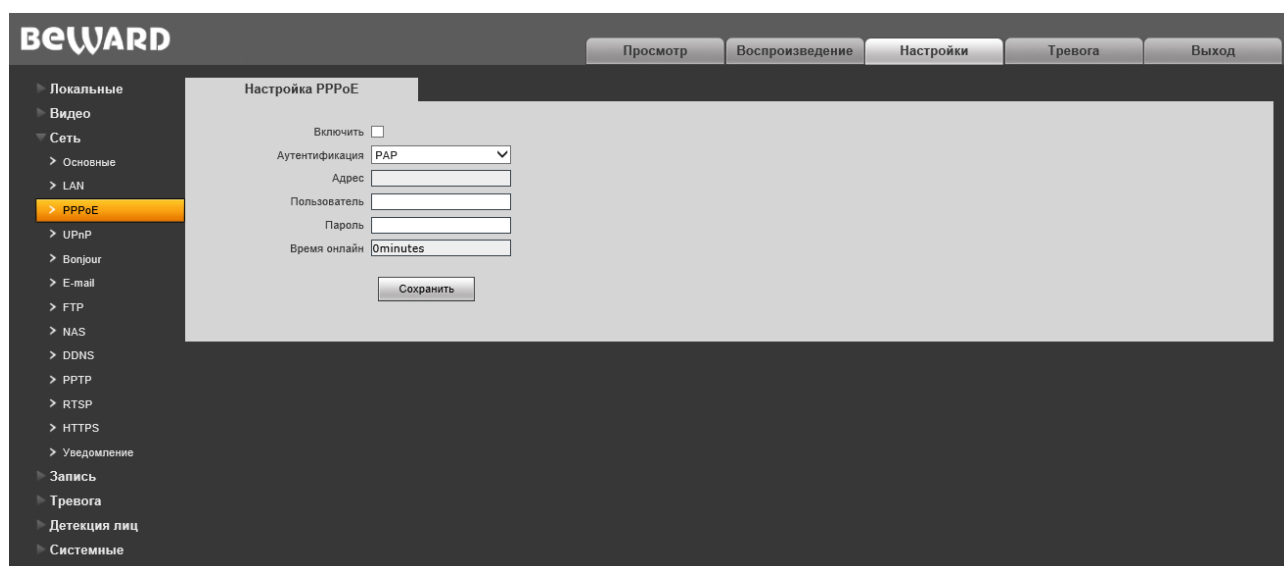 BEWARD
Просмотр
Воспроизведение
Настройки
Тревога
Выход
Локальные
Видео
Сеть
Основные
LAN
PPPoE
UPnP
Bonjour
E-mail
FTP
NAS
DDNS
PPTP
RTSP
HTTPS
Уведомление
Запись
Тревога
Детекция лиц
Системные
Настройка PPPoE
Включить
Аутентификация PAP
Адрес
Пользователь
Пароль
Время онлайн 0minutes
Сохранить